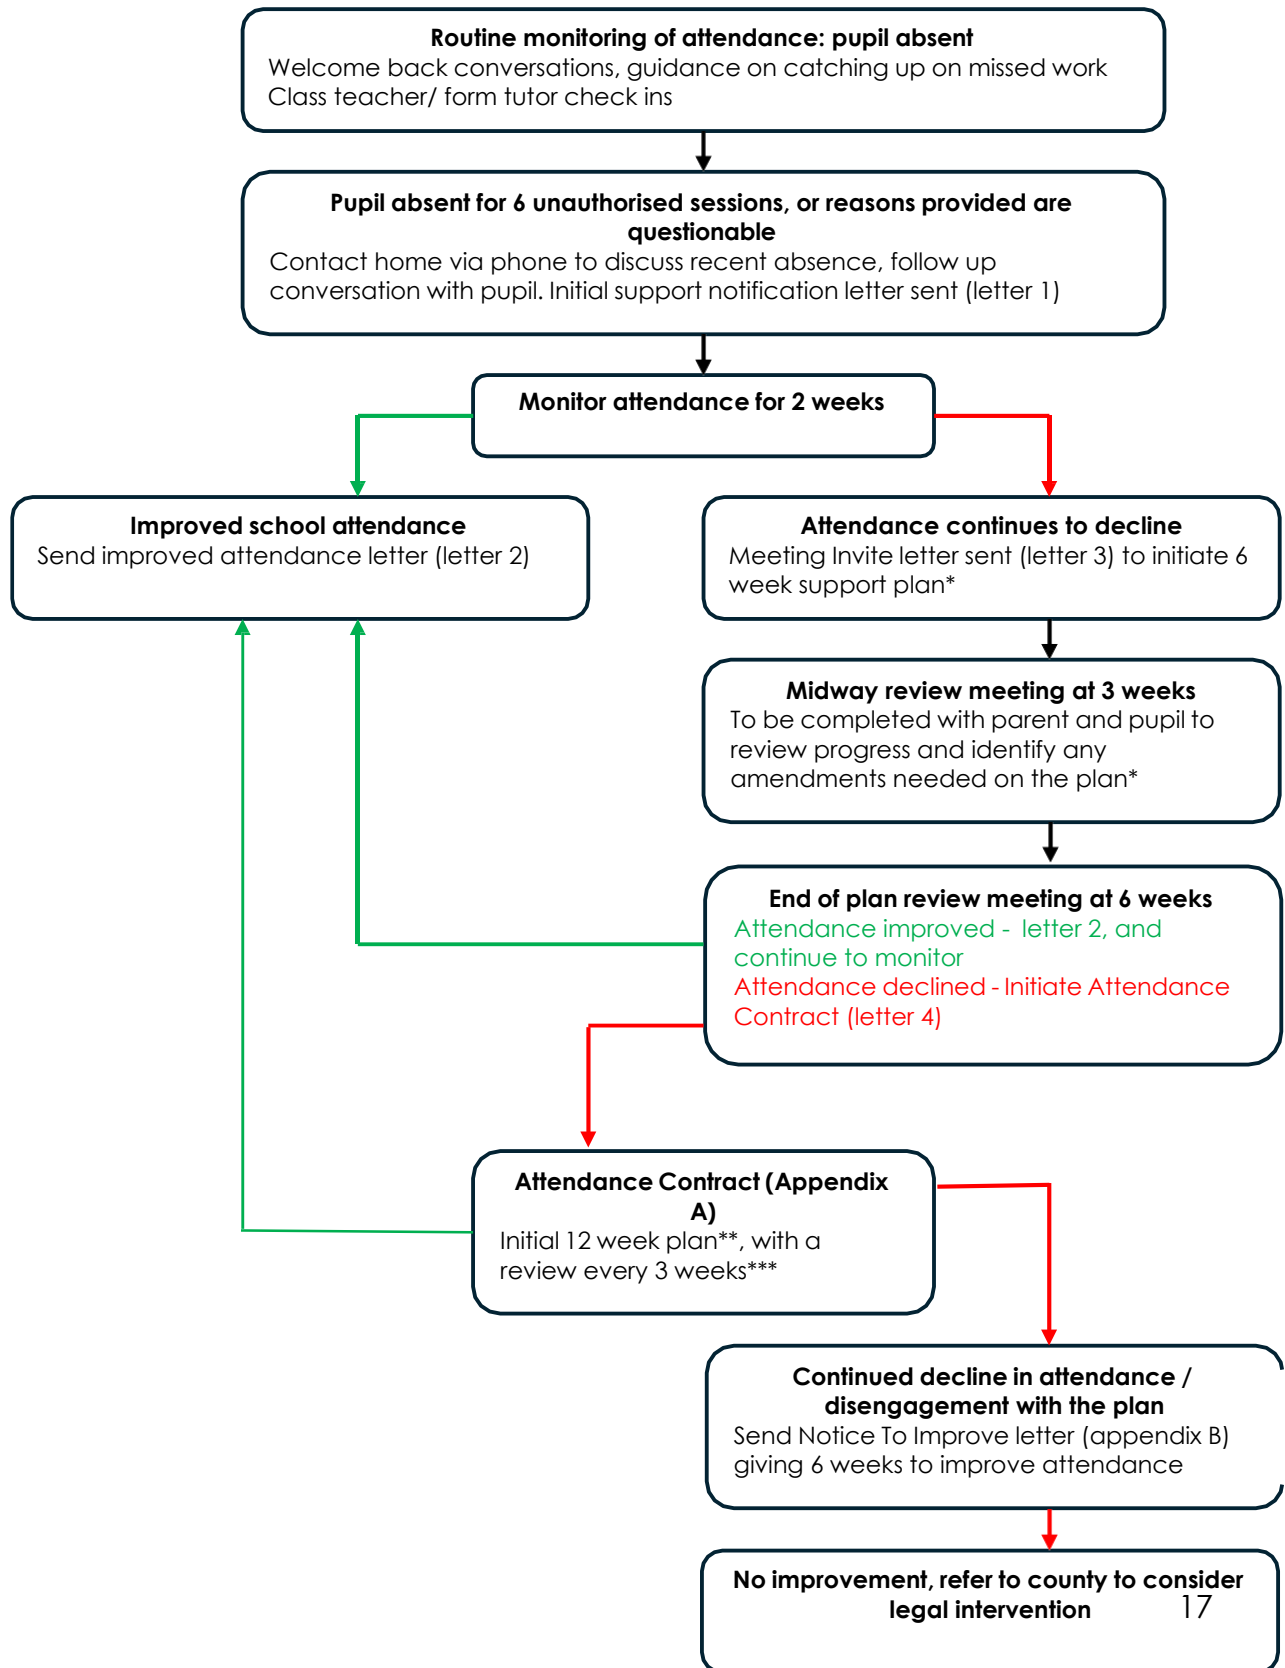 Routine monitoring of attendance: pupil absent
Welcome back conversations, guidance on catching up on missed work
Class teacher/ form tutor check ins
Pupil absent for 6 unauthorised sessions, or reasons provided are
questionable
Contact home via phone to discuss recent absence, follow up
conversation with pupil. Initial support notification letter sent (letter 1)
Monitor attendance for 2 weeks
Improved school attendance
Send improved attendance letter (letter 2)
Attendance continues to decline
Meeting Invite letter sent (letter 3) to initiate 6
week support plan*
Midway review meeting at 3 weeks
To be completed with parent and pupil to
review progress and identify any
amendments needed on the plan*
End of plan review meeting at 6 weeks
Attendance improved - letter 2, and
continue to monitor
Attendance declined - Initiate Attendance
Contract (letter 4)
Attendance Contract (Appendix
A)
Initial 12 week plan**, with a
review every 3 weeks***
Continued decline in attendance /
disengagement with the plan
Send Notice To Improve letter (appendix B)
giving 6 weeks to improve attendance
No improvement, refer to county to consider
legal intervention
17